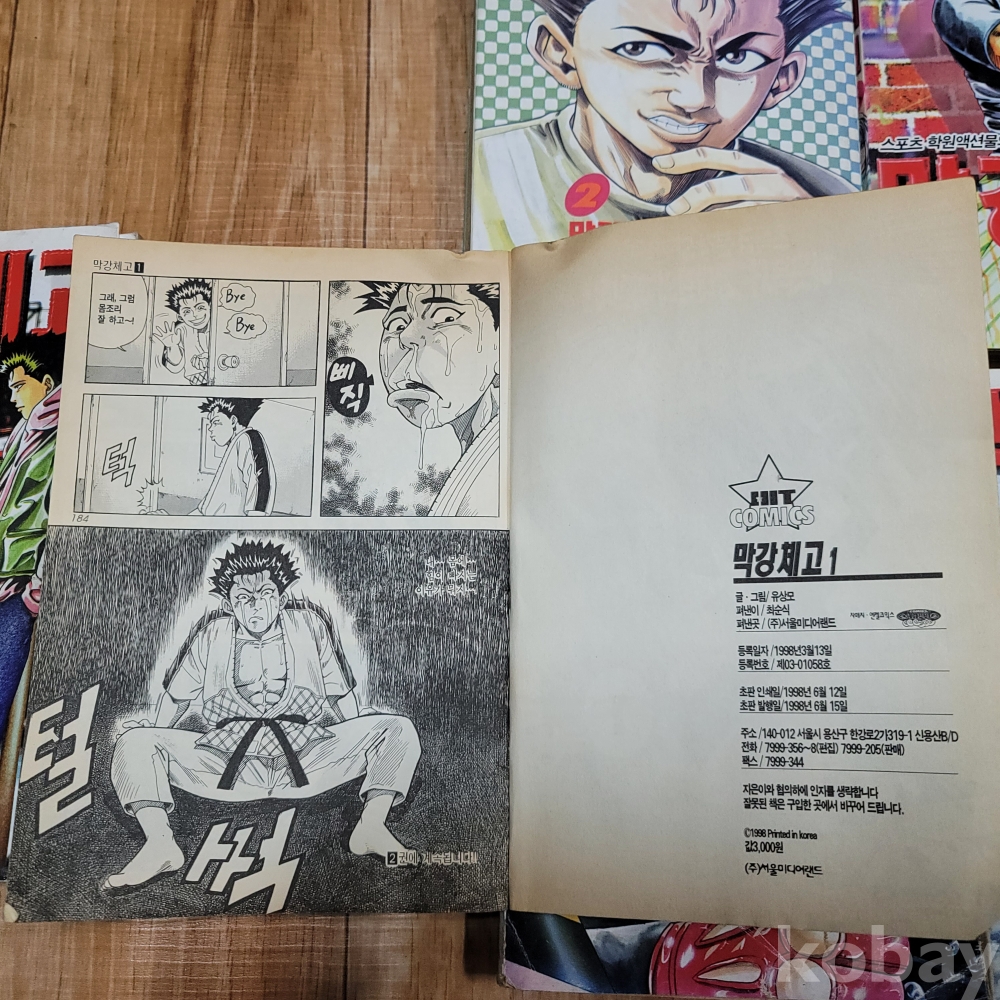 2
스포츠 학원액션물
막강체고 1
그래, 그럼
몸조리
잘 하고~!
Bye
Bye
삐직
턱
184
털
썩
2권에 계속됩니다!!
HIT
COMICS
막강체고 1
글·그림/ 유상모
펴낸이 / 최순식
펴낸곳 / (주)서울미디어랜드
등록일자 / 1998년3월13일
등록번호 / 제03-01058호
초판 인쇄일/1998년 6월 12일
초판 발행일/1998년 6월 15일
주소 /140-012 서울시 용산구 한강로2가319-1 신용산B/D
전화 / 7999-356~8(편집) 7999-205(판매)
팩스 / 7999-344
지은이와 협의하에 인지를 생략합니다
잘못된 책은 구입한 곳에서 바꾸어 드립니다.
©1998 Printed in korea
값3,000원
(주)서울미디어랜드
kobay